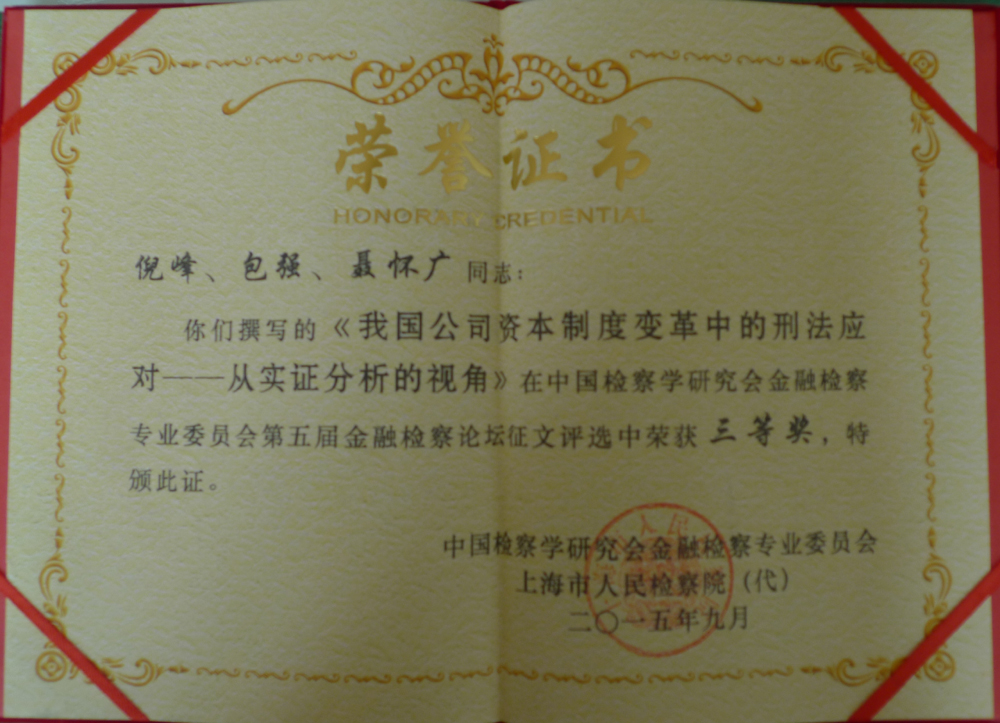 荣誉证书
HONORARY CREDENTIAL
倪峰、包强、聂怀广 同志：
你们撰写的《我国公司资本制度变革中的刑法应
对——从实证分析的视角》在中国检察学研究会金融检察
专业委员会第五届金融检察论坛征文评选中荣获 三等奖，特
颁此证。
中国检察学研究会金融检察专业委员会
上海市人民检察院（代）
二〇一五年九月